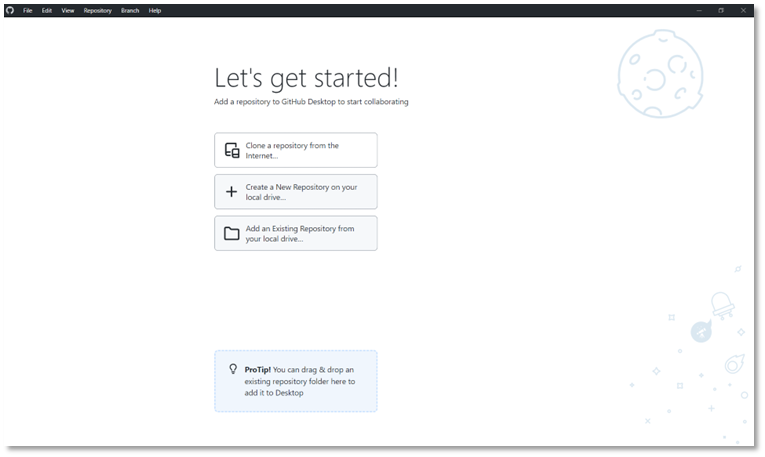 File Edit View Repository Branch Help
Let's get started!
Add a repository to GitHub Desktop to start collaborating
Clone a repository from the
Internet...
Create a New Repository on your
local drive...
Add an Existing Repository from
your local drive...
ProTip! You can drag & drop an
existing repository folder here to
add it to Desktop